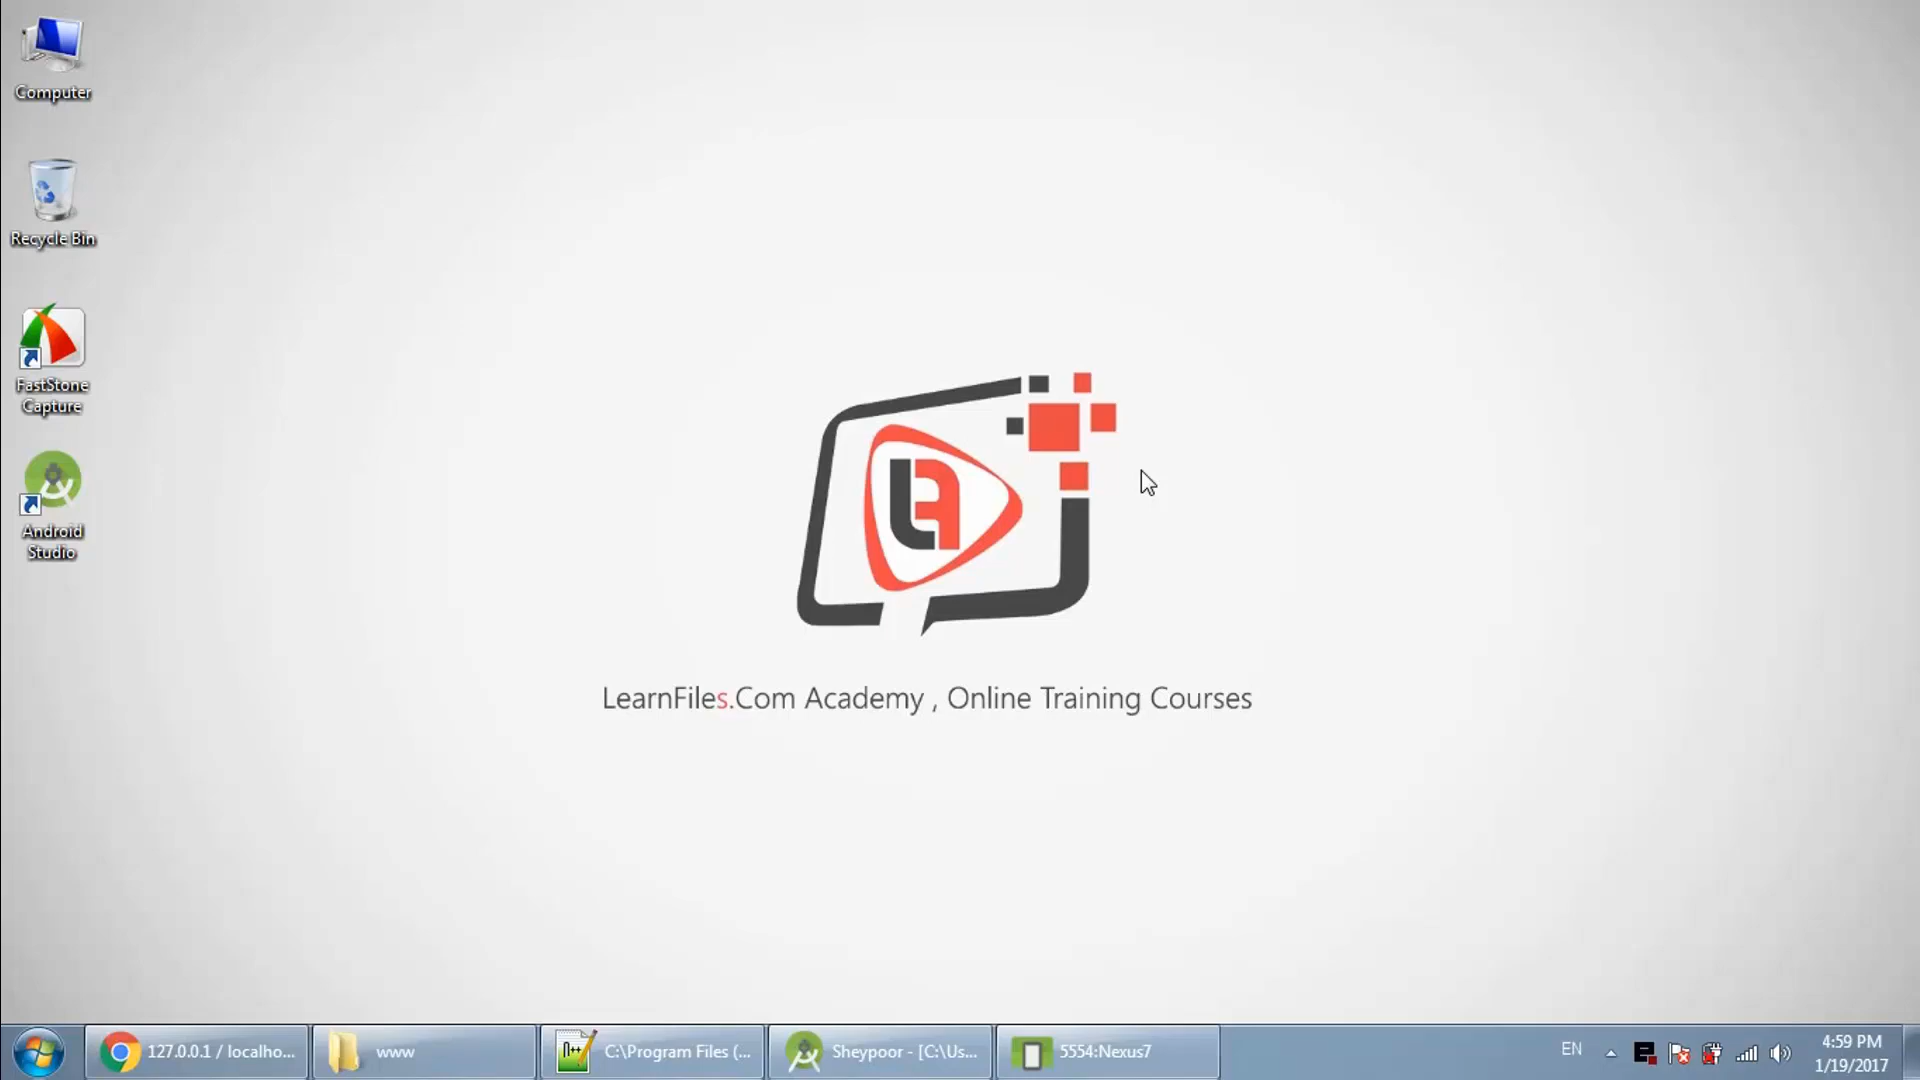 Computer
Recycle Bin
FastStone
Capture
Android
Studio
LearnFiles.Com Academy , Online Training Courses
127.0.0.1 / localho...
www
C:\Program Files (...
Sheypoor - [C:\Us...
5554:Nexus7
EN
4:59 PM
1/19/2017